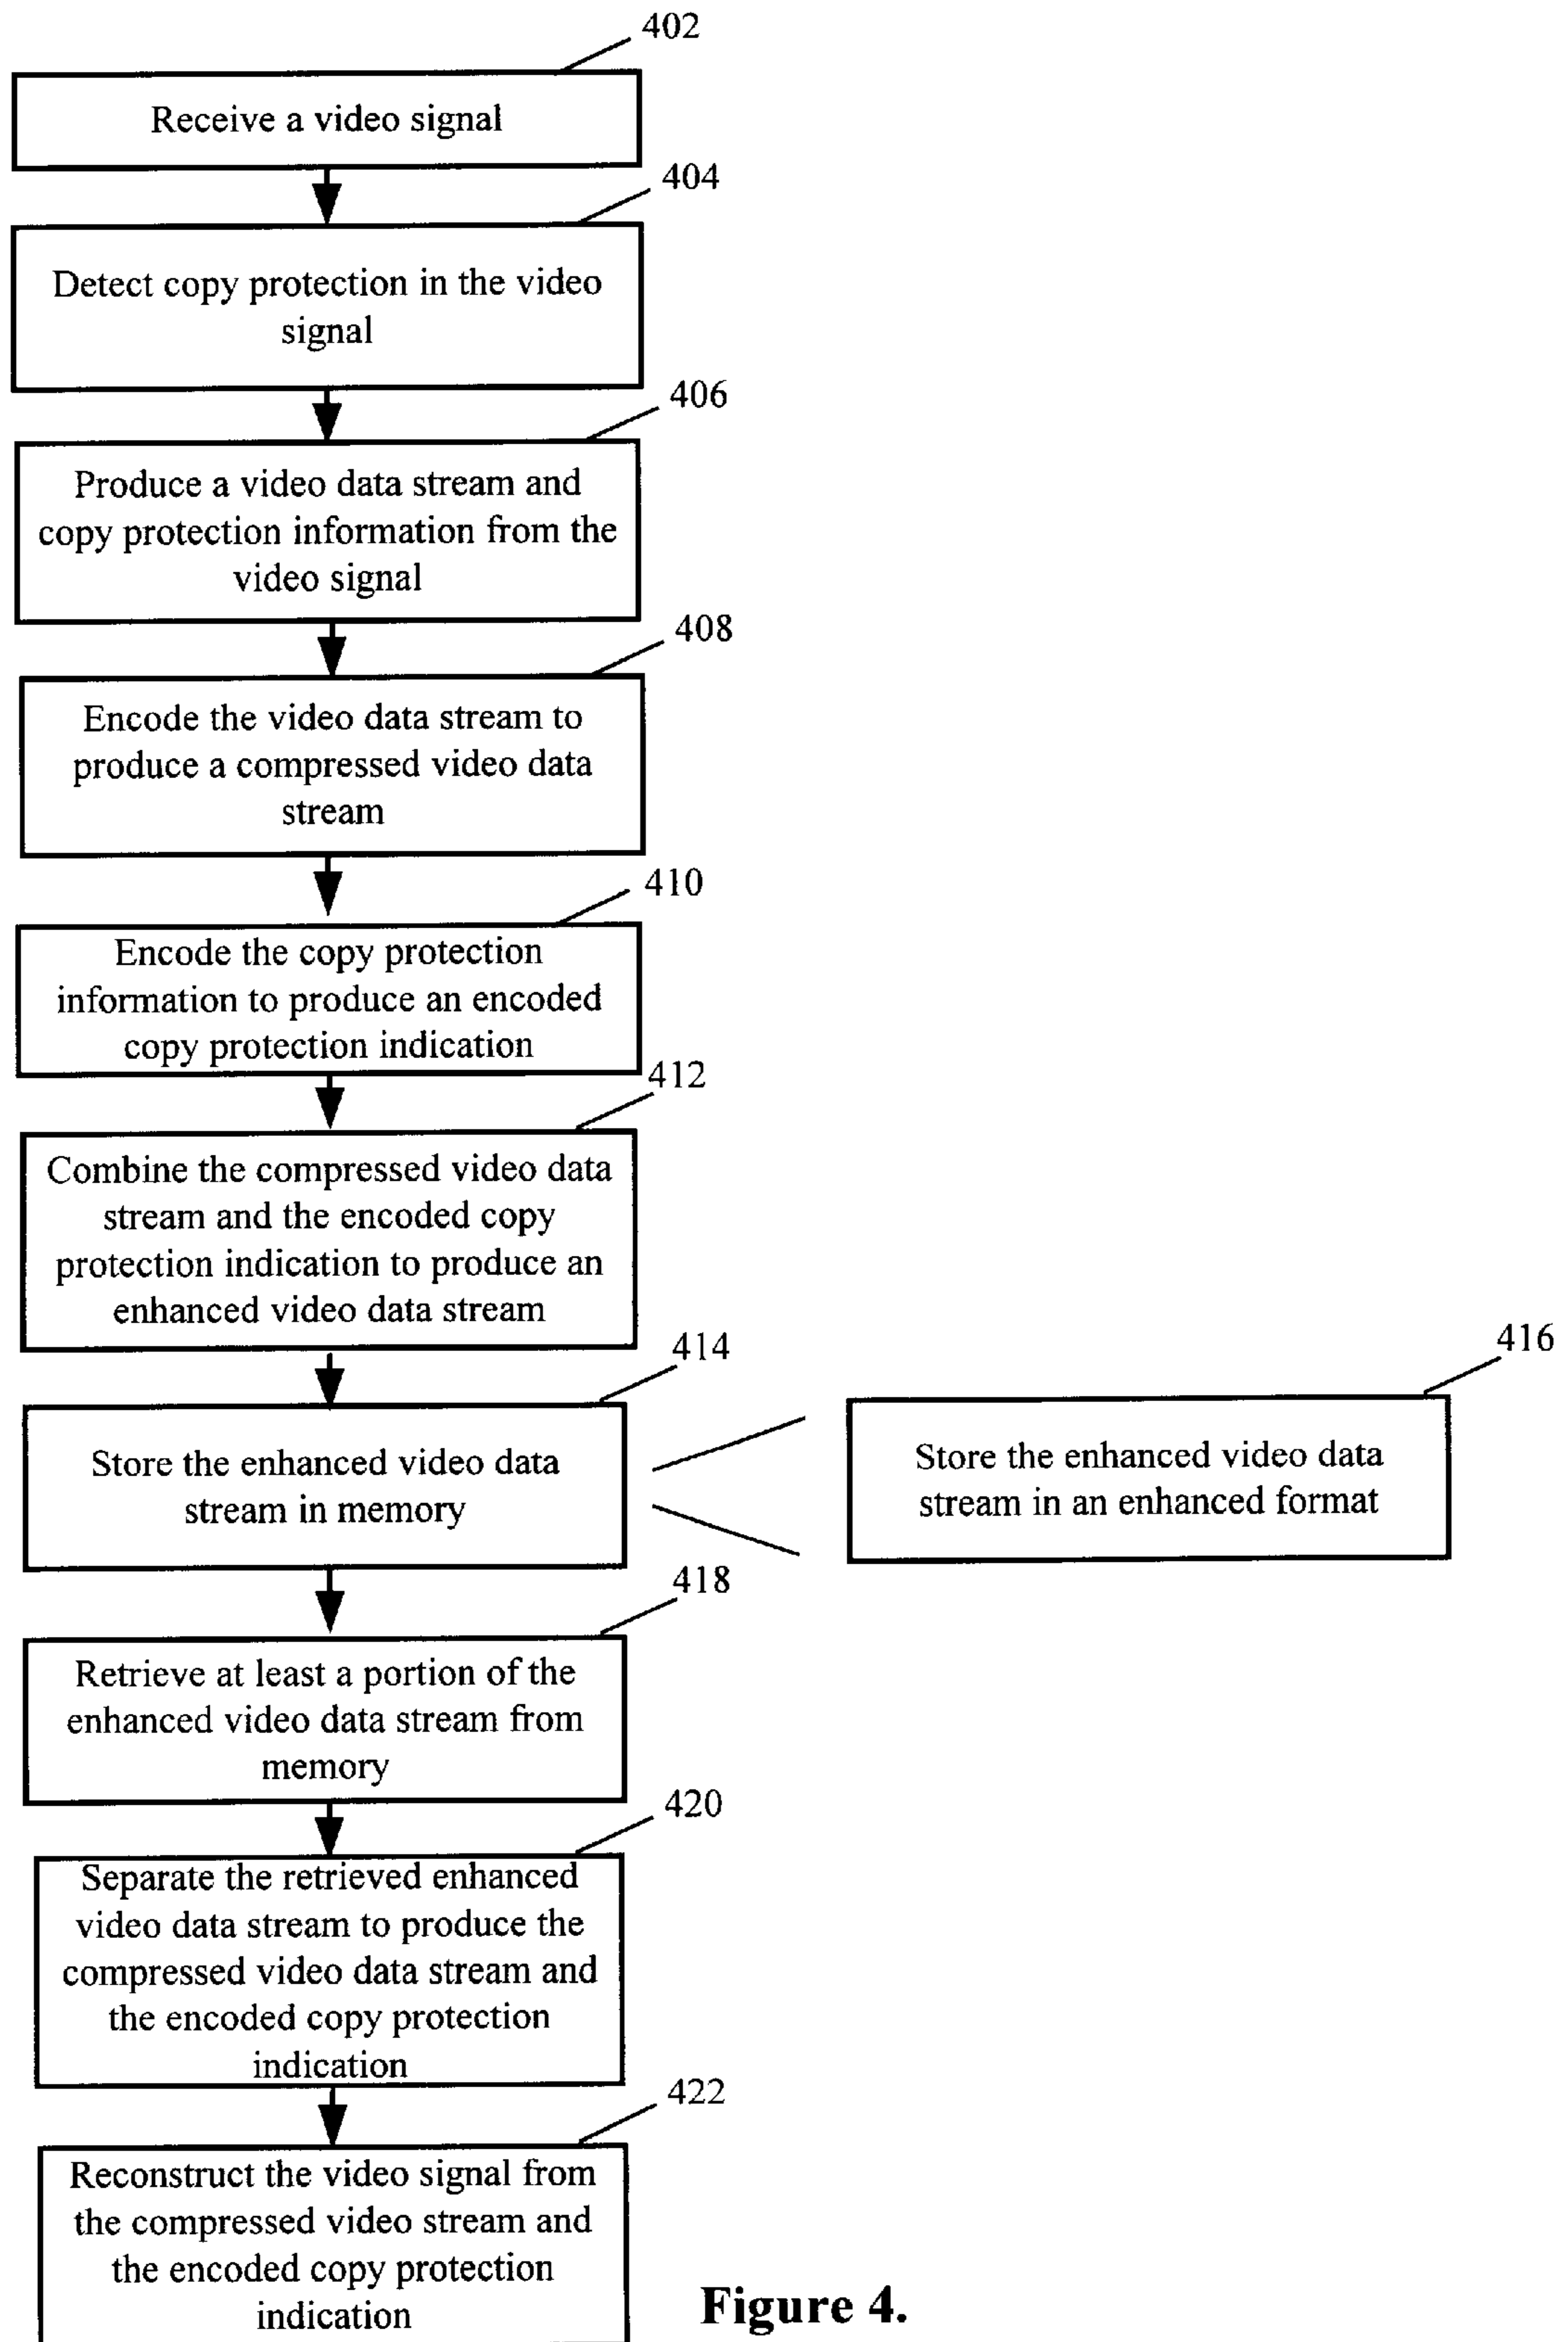 402
Receive a video signal
404
Detect copy protection in the video
signal
406
Produce a video data stream and
copy protection information from the
video signal
408
Encode the video data stream to
produce a compressed video data
stream
410
Encode the copy protection
information to produce an encoded
copy protection indication
412
Combine the compressed video data
stream and the encoded copy
protection indication to produce an
enhanced video data stream
414
Store the enhanced video data
stream in memory
416
Store the enhanced video data
stream in an enhanced format
418
Retrieve at least a portion of the
enhanced video data stream from
memory
420
Separate the retrieved enhanced
video data stream to produce the
compressed video data stream and
the encoded copy protection
indication
422
Reconstruct the video signal from
the compressed video stream and
the encoded copy protection
indication
Figure 4.